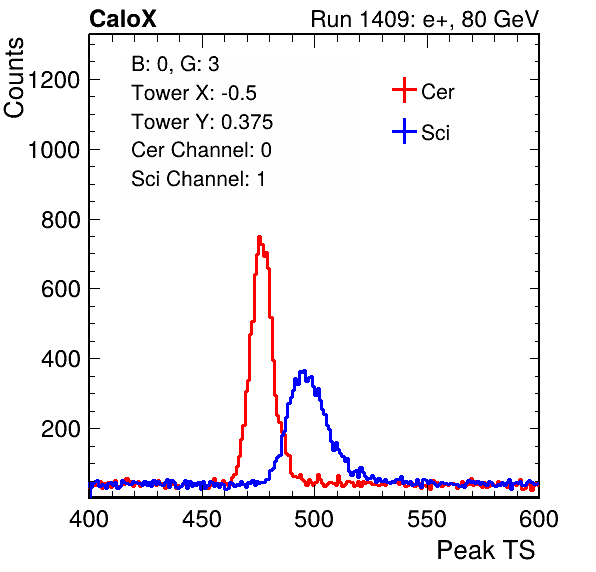 CaloX Run 1409: e+, 80 GeV
Counts
B: 0, G: 3
Tower X: -0.5
Tower Y: 0.375
Cer Channel: 0
Sci Channel: 1
Cer
Sci
1200
1000
800
600
400
200
400 450 500 550 600
Peak TS